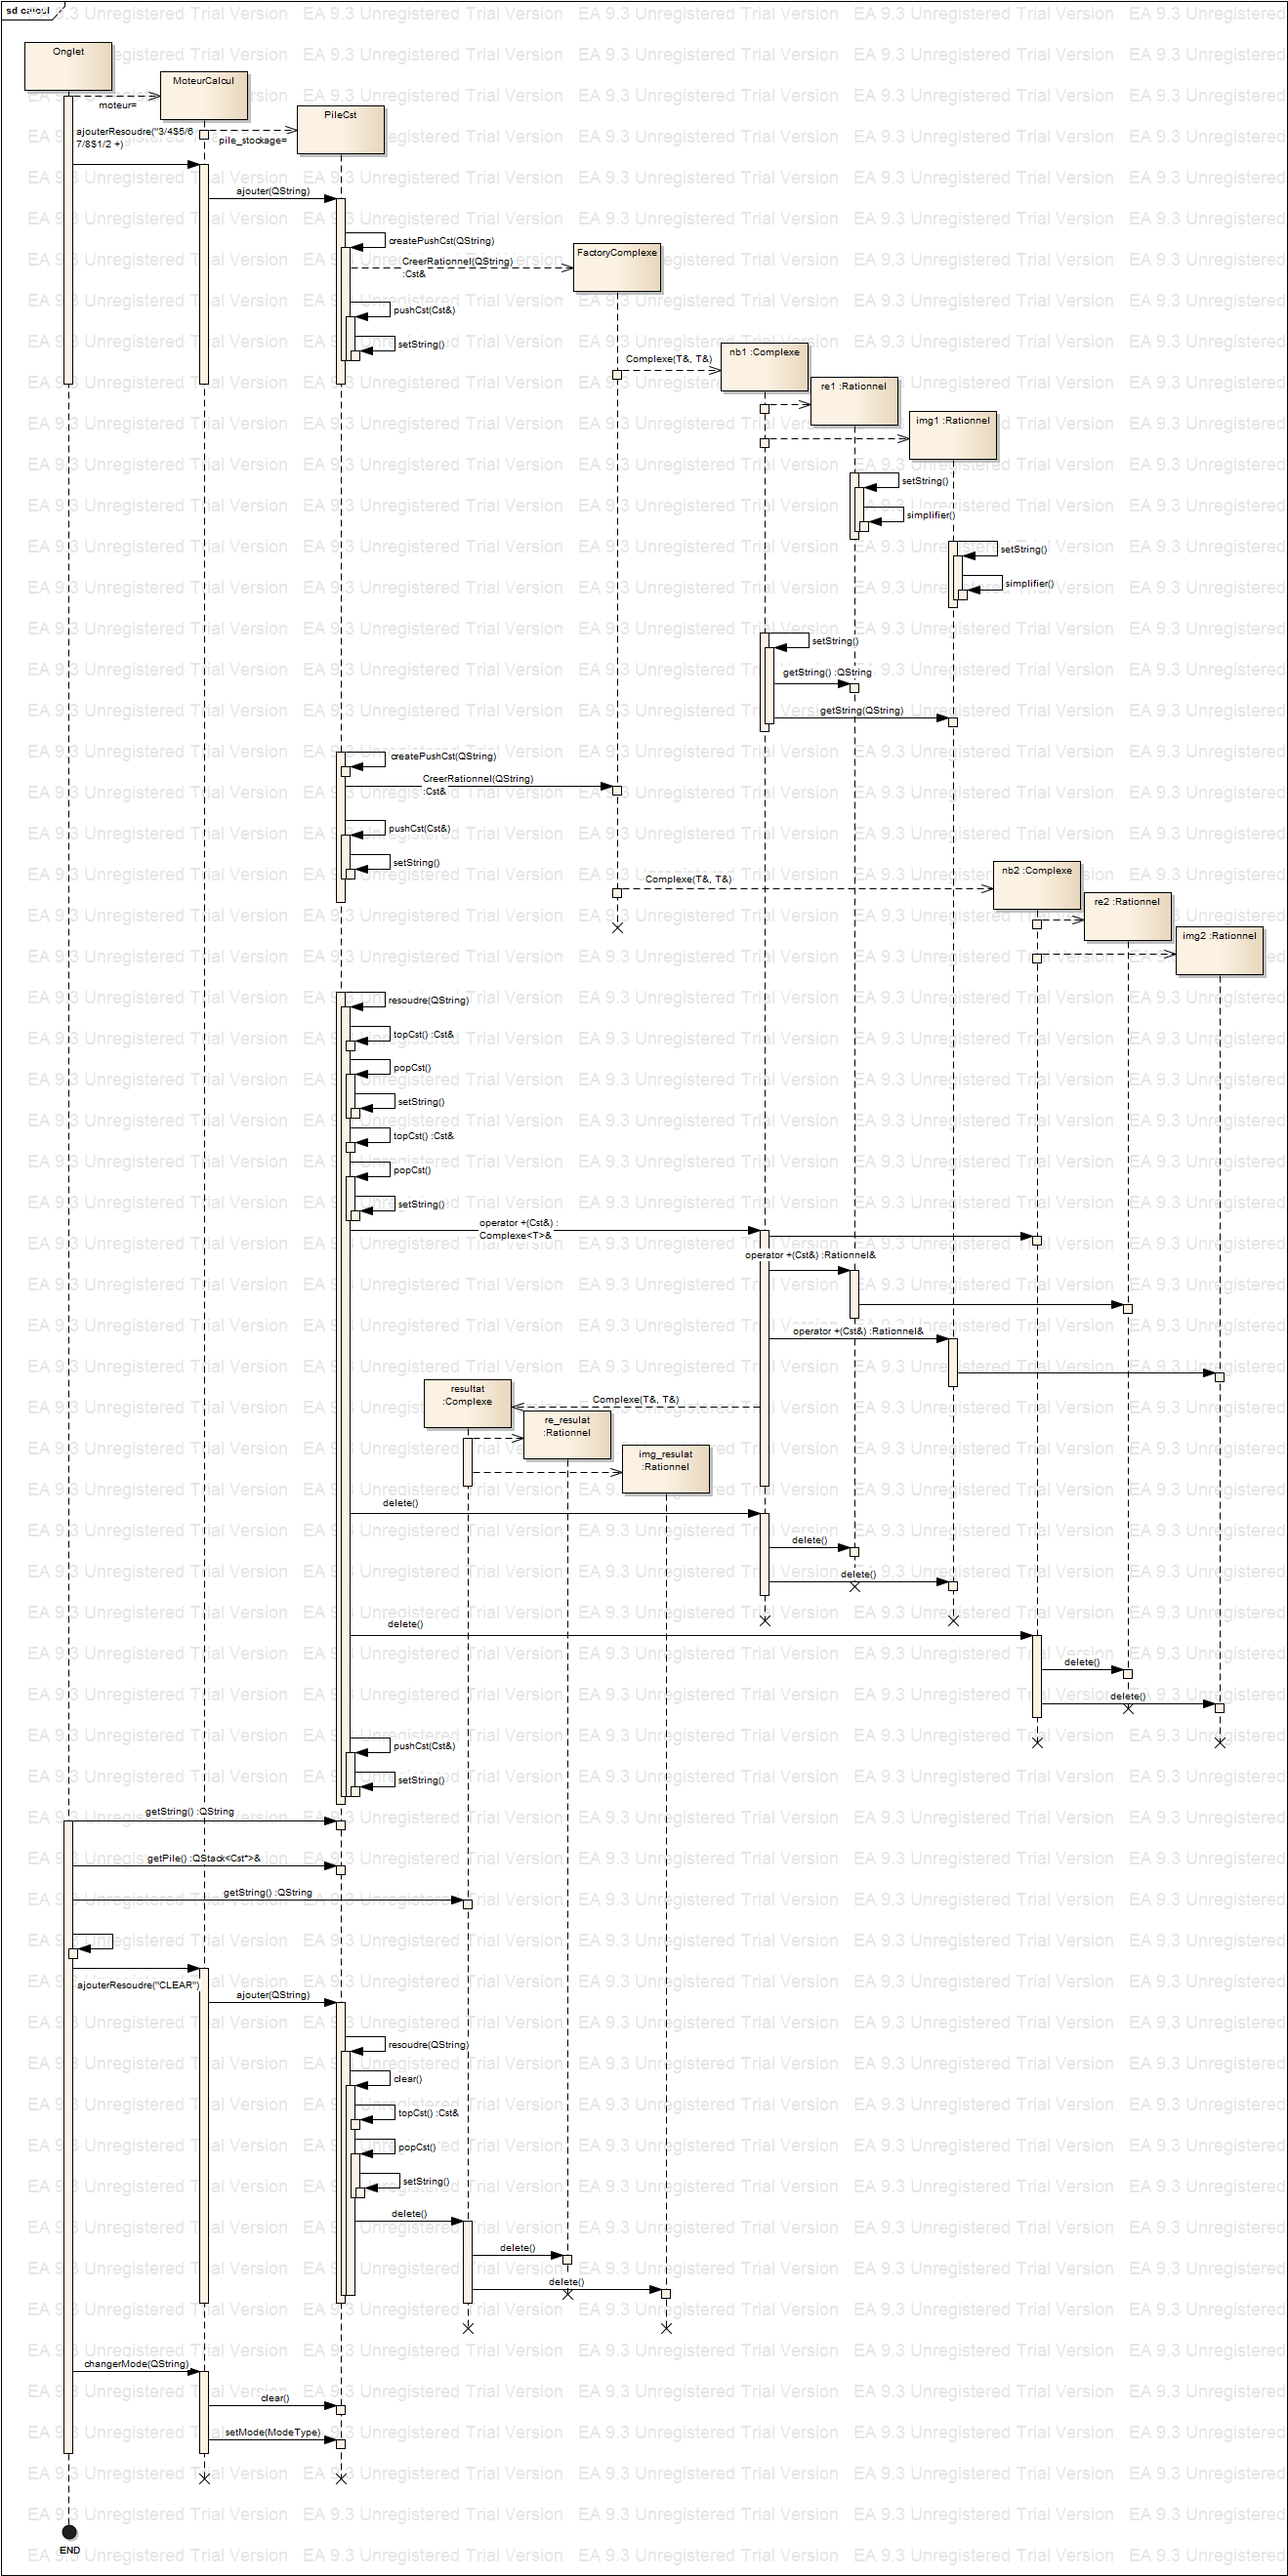 sd calcul
Onglet
MoteurCalcul
moteur=
PileCst
ajouterResoudre("3/4$5/6
7/8$1/2 +)
pile_stockage=
ajouter(QString)
createPushCst(QString)
FactoryComplexe
CreerRationnel(QString)
:Cst&
pushCst(Cst&)
setString()
nb1 :Complexe
Complexe(T&, T&)
re1 :Rationnel
img1 :Rationnel
setString()
simplifier()
setString()
simplifier()
setString()
getString() :QString
getString(QString)
createPushCst(QString)
CreerRationnel(QString)
:Cst&
pushCst(Cst&)
setString()
nb2 :Complexe
Complexe(T&, T&)
re2 :Rationnel
img2 :Rationnel
resoudre(QString)
topCst() :Cst&
popCst()
setString()
topCst() :Cst&
popCst()
setString()
operator +(Cst&) :
Complexe<T>&
operator +(Cst&) :Rationnel&
operator +(Cst&) :Rationnel&
resultat
:Complexe
Complexe(T&, T&)
re_resulat
:Rationnel
img_resulat
:Rationnel
delete()
delete()
delete()
delete()
delete()
delete()
pushCst(Cst&)
setString()
getString() :QString
getPile() :QStack<Cst*>&
getString() :QString
ajouterResoudre("CLEAR")
ajouter(QString)
resoudre(QString)
clear()
topCst() :Cst&
popCst()
setString()
delete()
delete()
delete()
changerMode(QString)
clear()
setMode(ModeType)
END
EA 9.3 Unregistered Trial Version